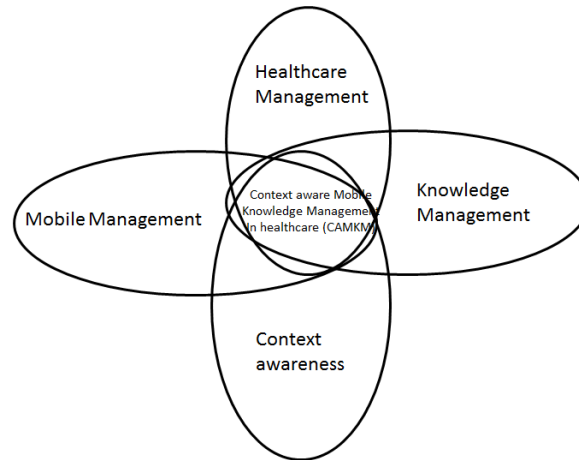 Healthcare
Management
Mobile Management
Context aware Mobile
Knowledge Management
In healthcare (CAMKM)
Knowledge
Management
Context
awareness